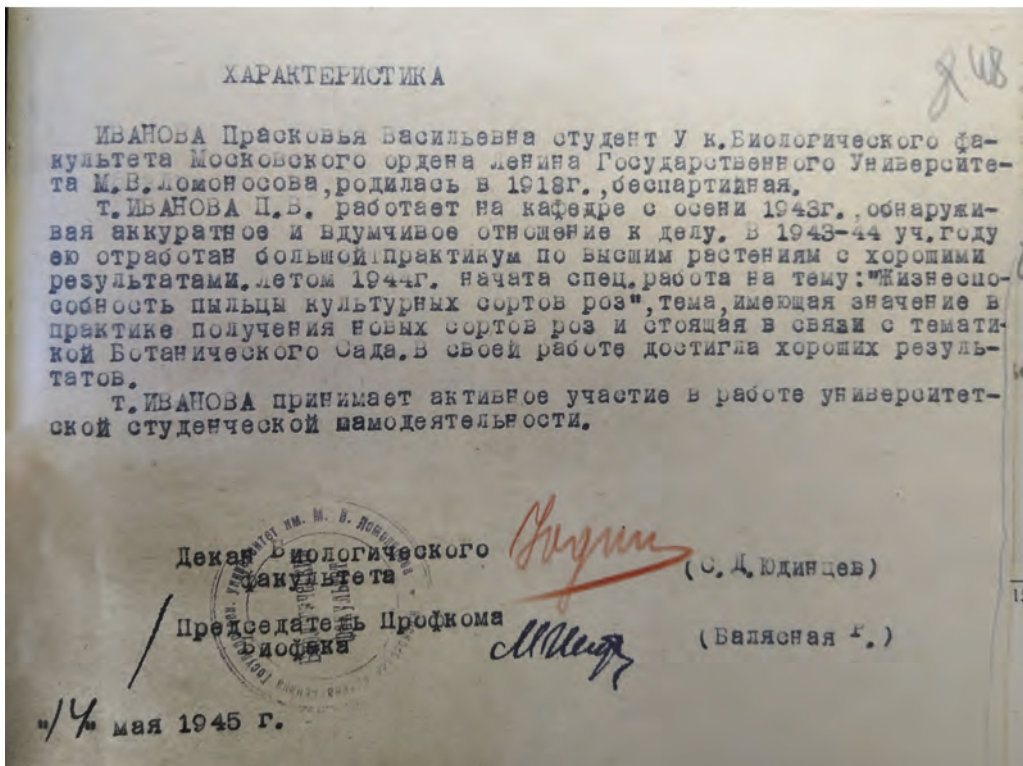 ХАРАКТЕРИСТИКА
48
ИВАНОВА Прасковья Васильевна студент У к.Биологического фа-
культета Московского ордена Ленина Государственного Университе-
та М.В.Ломоносова,родилась в 1918г.,беспартийная.
т.ИВАНОВА П.В. работает на кафедре с осени 1943г.,обнаружи-
вая аккуратное и вдумчивое отношение к делу. В 1943-44 уч.году
ею отработан большой практикум по высшим растениям с хорошими
результатами.Летом 1944г. начата спец.работа на тему:"Жизнеспо-
собность пыльцы культурных сортов роз",тема,имеющая значение в
практике получения новых сортов роз и стоящая в связи с темати-
кой Ботанического Сада.В своей работе достигла хороших резуль-
татов.
т.ИВАНОВА принимает активное участие в работе университет-
ской студенческой шамодеятельности.
Декан Биологического
факультета
(С.Д.Юдинцев)
Председатель Профкома
Биофака
(Балясная Р.)
"14" мая 1945 г.